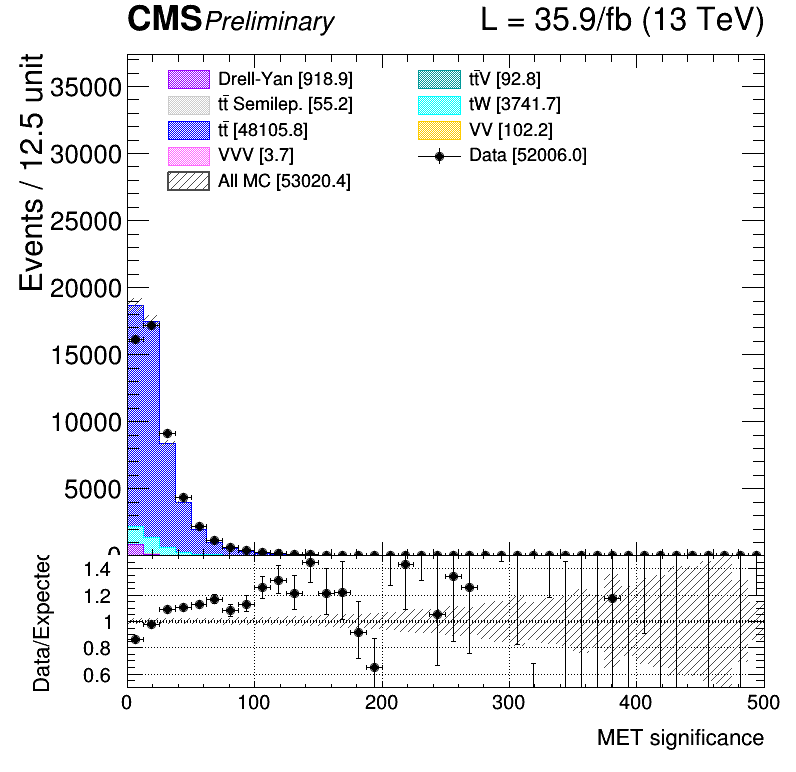 CMS Preliminary L = 35.9/fb (13 TeV)
Events / 12.5 unit
35000
30000
25000
20000
15000
10000
5000
0
Drell-Yan [918.9]
tt̄ Semilep. [55.2]
tt̄ [48105.8]
VVV [3.7]
All MC [53020.4]
tt̄V [92.8]
tW [3741.7]
VV [102.2]
Data [52006.0]
Data/Expected
1.4
1.2
1
0.8
0.6
0 100 200 300 400 500
MET significance